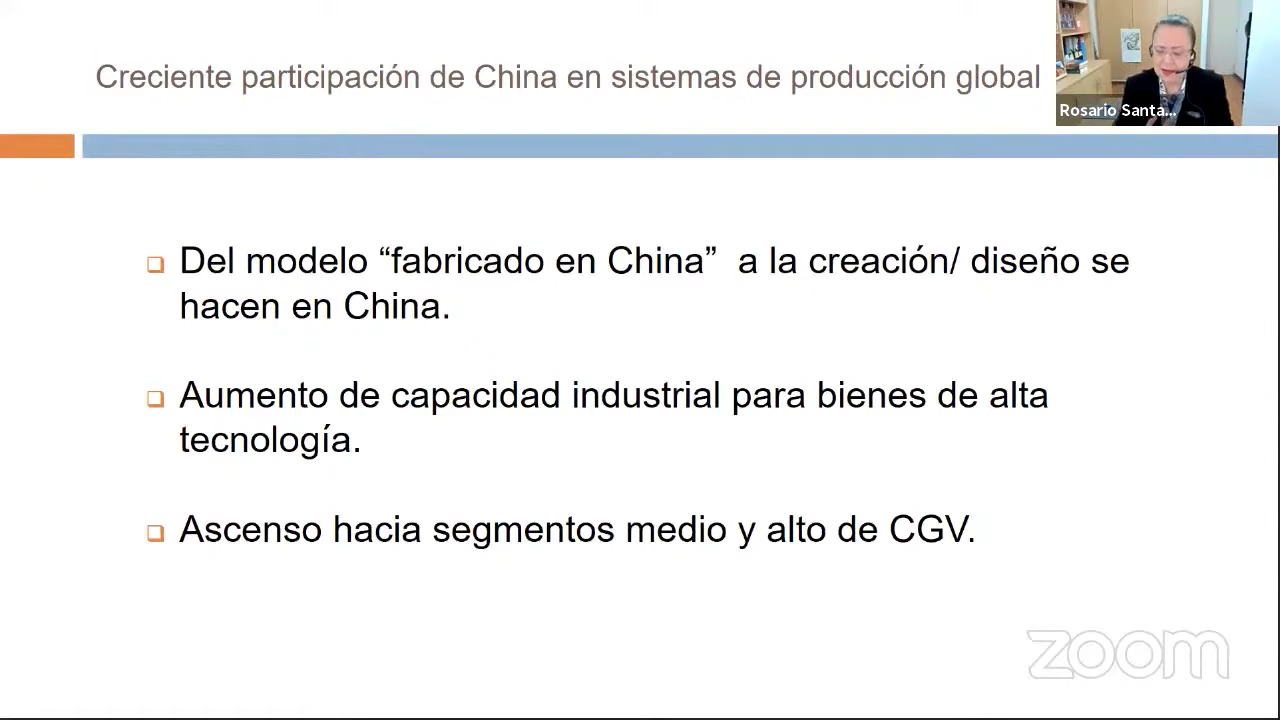 Creciente participación de China en sistemas de producción global
Rosario Santa...
❑ Del modelo “fabricado en China” a la creación/ diseño se
hacen en China.
❑ Aumento de capacidad industrial para bienes de alta
tecnología.
❑ Ascenso hacia segmentos medio y alto de CGV.
zoom